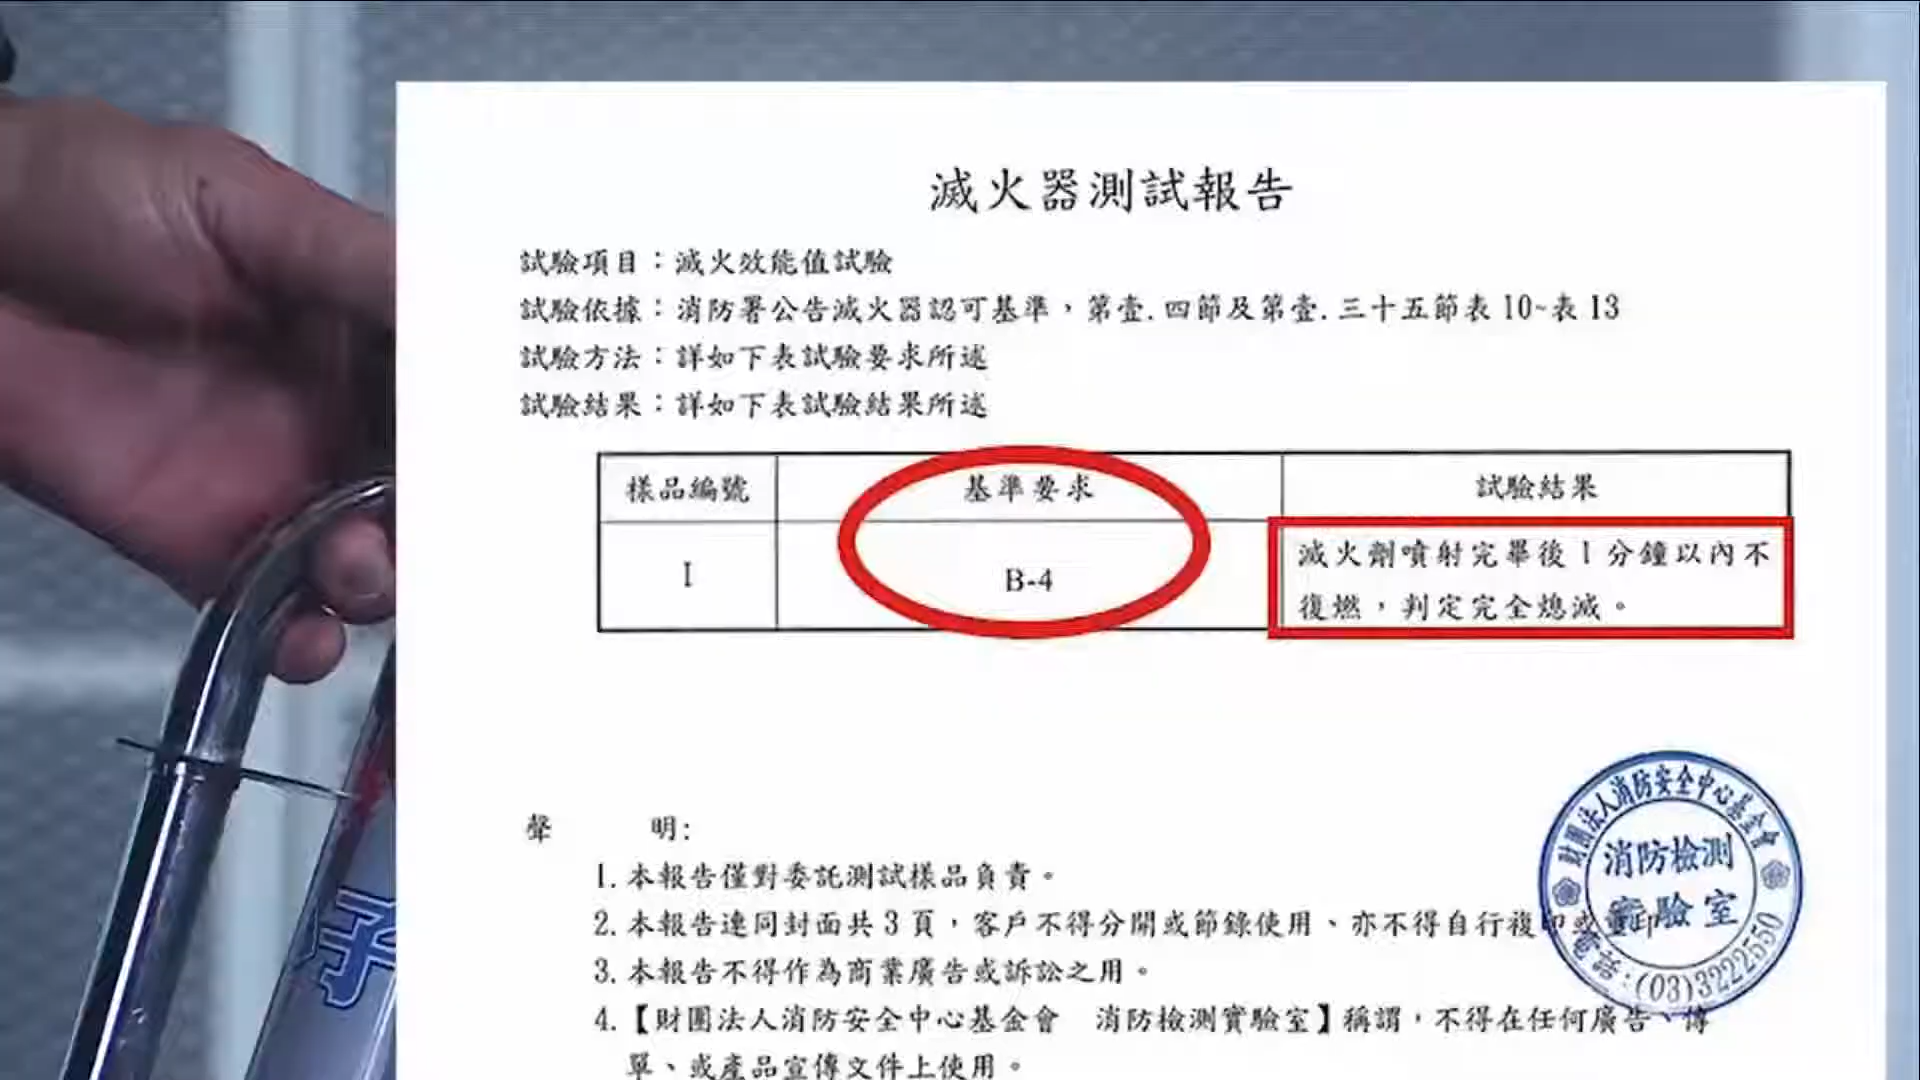 滅火器測試報告
試驗項目：滅火效能值試驗
試驗依據：消防署公告滅火器認可基準，第壹.四節及第壹.三十五節表 10~表 13
試驗方法：詳如下表試驗要求所述
試驗結果：詳如下表試驗結果所述
樣品編號 基準要求 試驗結果
1 B-4 滅火劑噴射完畢後 1 分鐘以內不
復燃，判定完全熄滅。
聲 明:
1. 本報告僅對委託測試樣品負責。
2. 本報告連同封面共 3 頁，客戶不得分開或節錄使用、亦不得自行複印或
3. 本報告不得作為商業廣告或訴訟之用。
4.【財團法人消防安全中心基金會 消防檢測實驗室】稱謂，不得在任何廣告、傳
單、或產品宣傳文件上使用。
財團法人消防安全中心基金會
消防檢測
實驗室
電話：(03)3222550